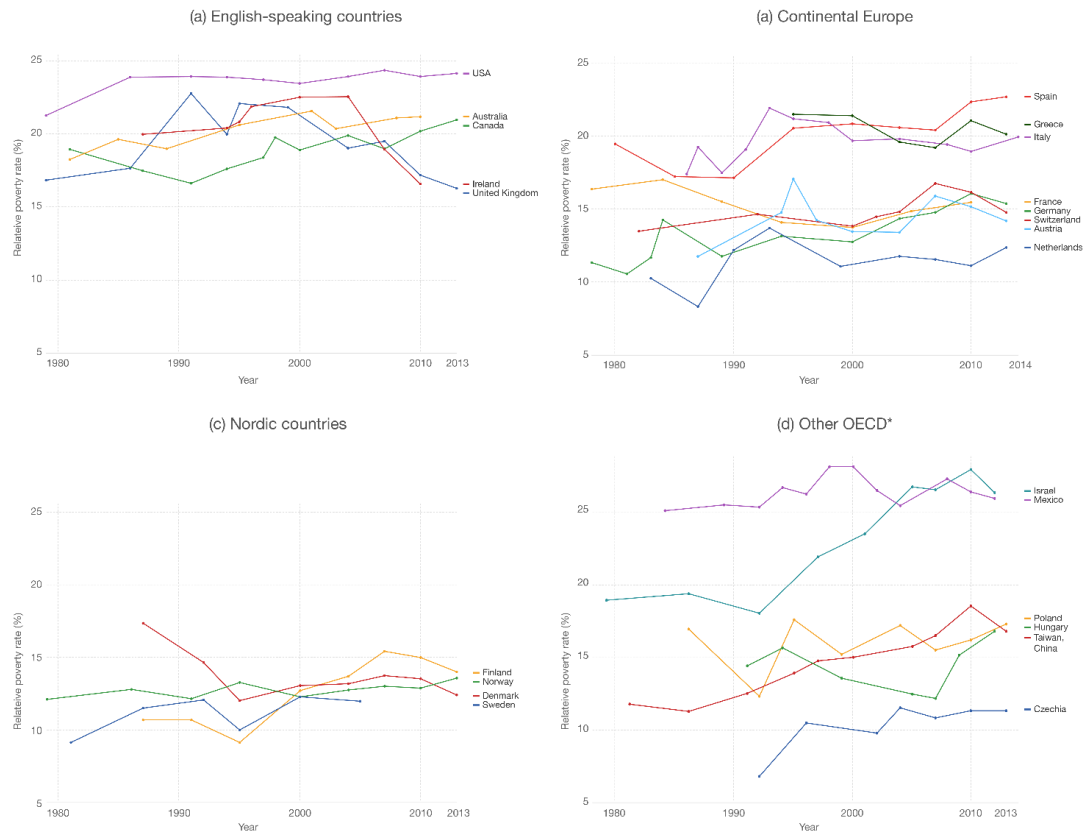 (a) English-speaking countries
Relateive poverty rate (%)
25
20
15
10
5
1980
1990
2000
2010
2013
Year
USA
Australia
Canada
Ireland
United Kingdom
(a) Continental Europe
Relateive poverty rate (%)
25
20
15
10
5
1980
1990
2000
2010
2014
Year
Spain
Greece
Italy
France
Germany
Switzerland
Austria
Netherlands
(c) Nordic countries
Relateive poverty rate (%)
25
20
15
10
5
1980
1990
2000
2010
2013
Year
Finland
Norway
Denmark
Sweden
(d) Other OECD*
Relateive poverty rate (%)
25
20
15
10
5
1980
1990
2000
2010
2013
Year
Israel
Mexico
Poland
Hungary
Taiwan,
China
Czechia